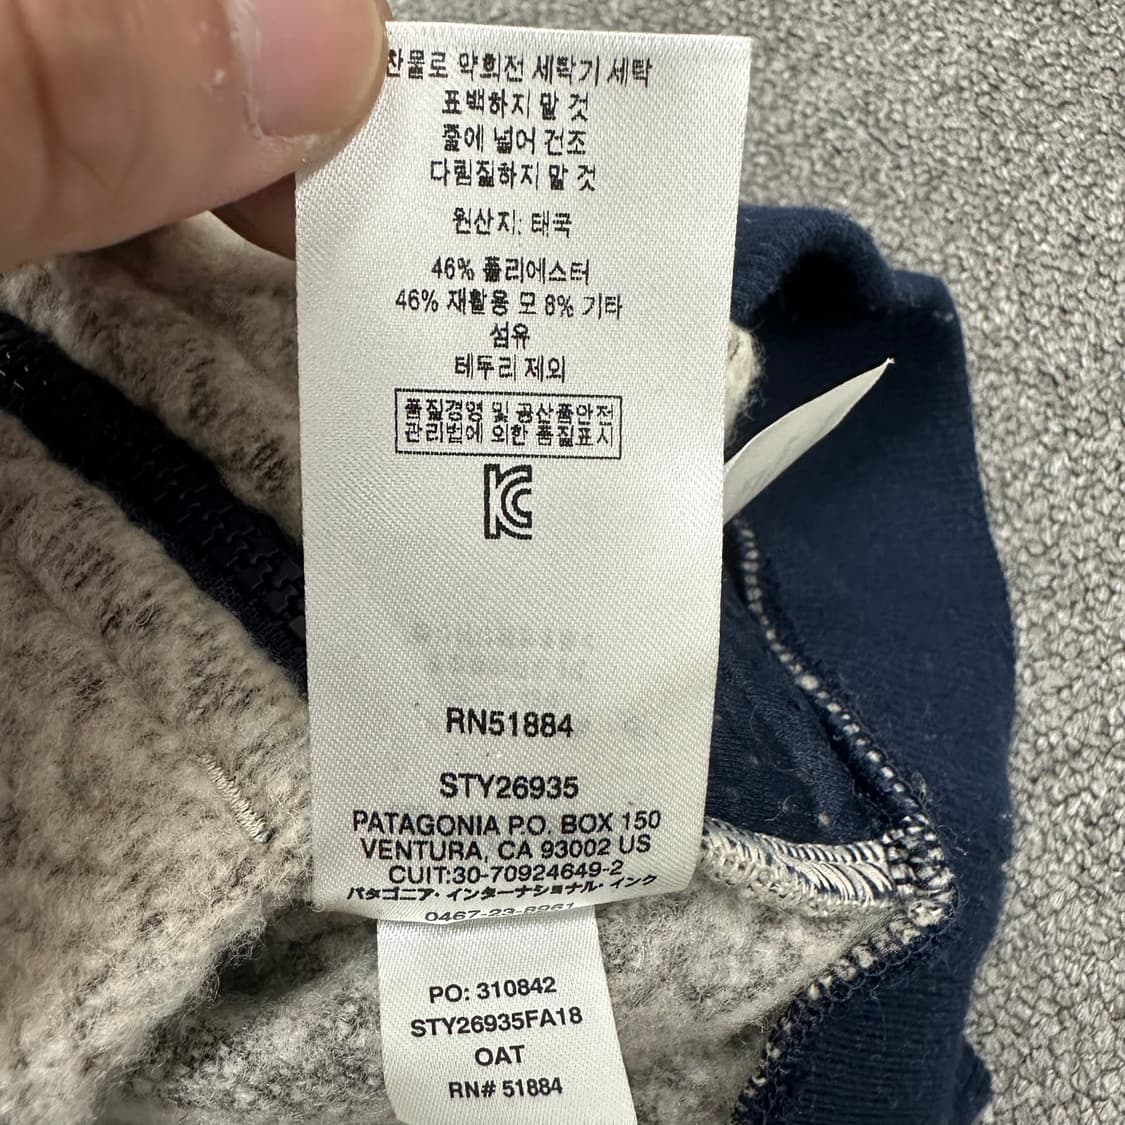 찬물로 약회전 세탁기 세탁
표백하지 말 것
줄에 널어 건조
다림질하지 말 것
원산지: 태국
46% 폴리에스터
46% 재활용 모 8% 기타
섬유
테두리 제외
품질경영 및 공산품안전
관리법에 의한 품질표시
KC
RN51884
STY26935
PATAGONIA P.O. BOX 150
VENTURA, CA 93002 US
CUIT:30-70924649-2
パタゴニア・インターナショナル・インク
0467-23-8961
PO: 310842
STY26935FA18
OAT
RN# 51884